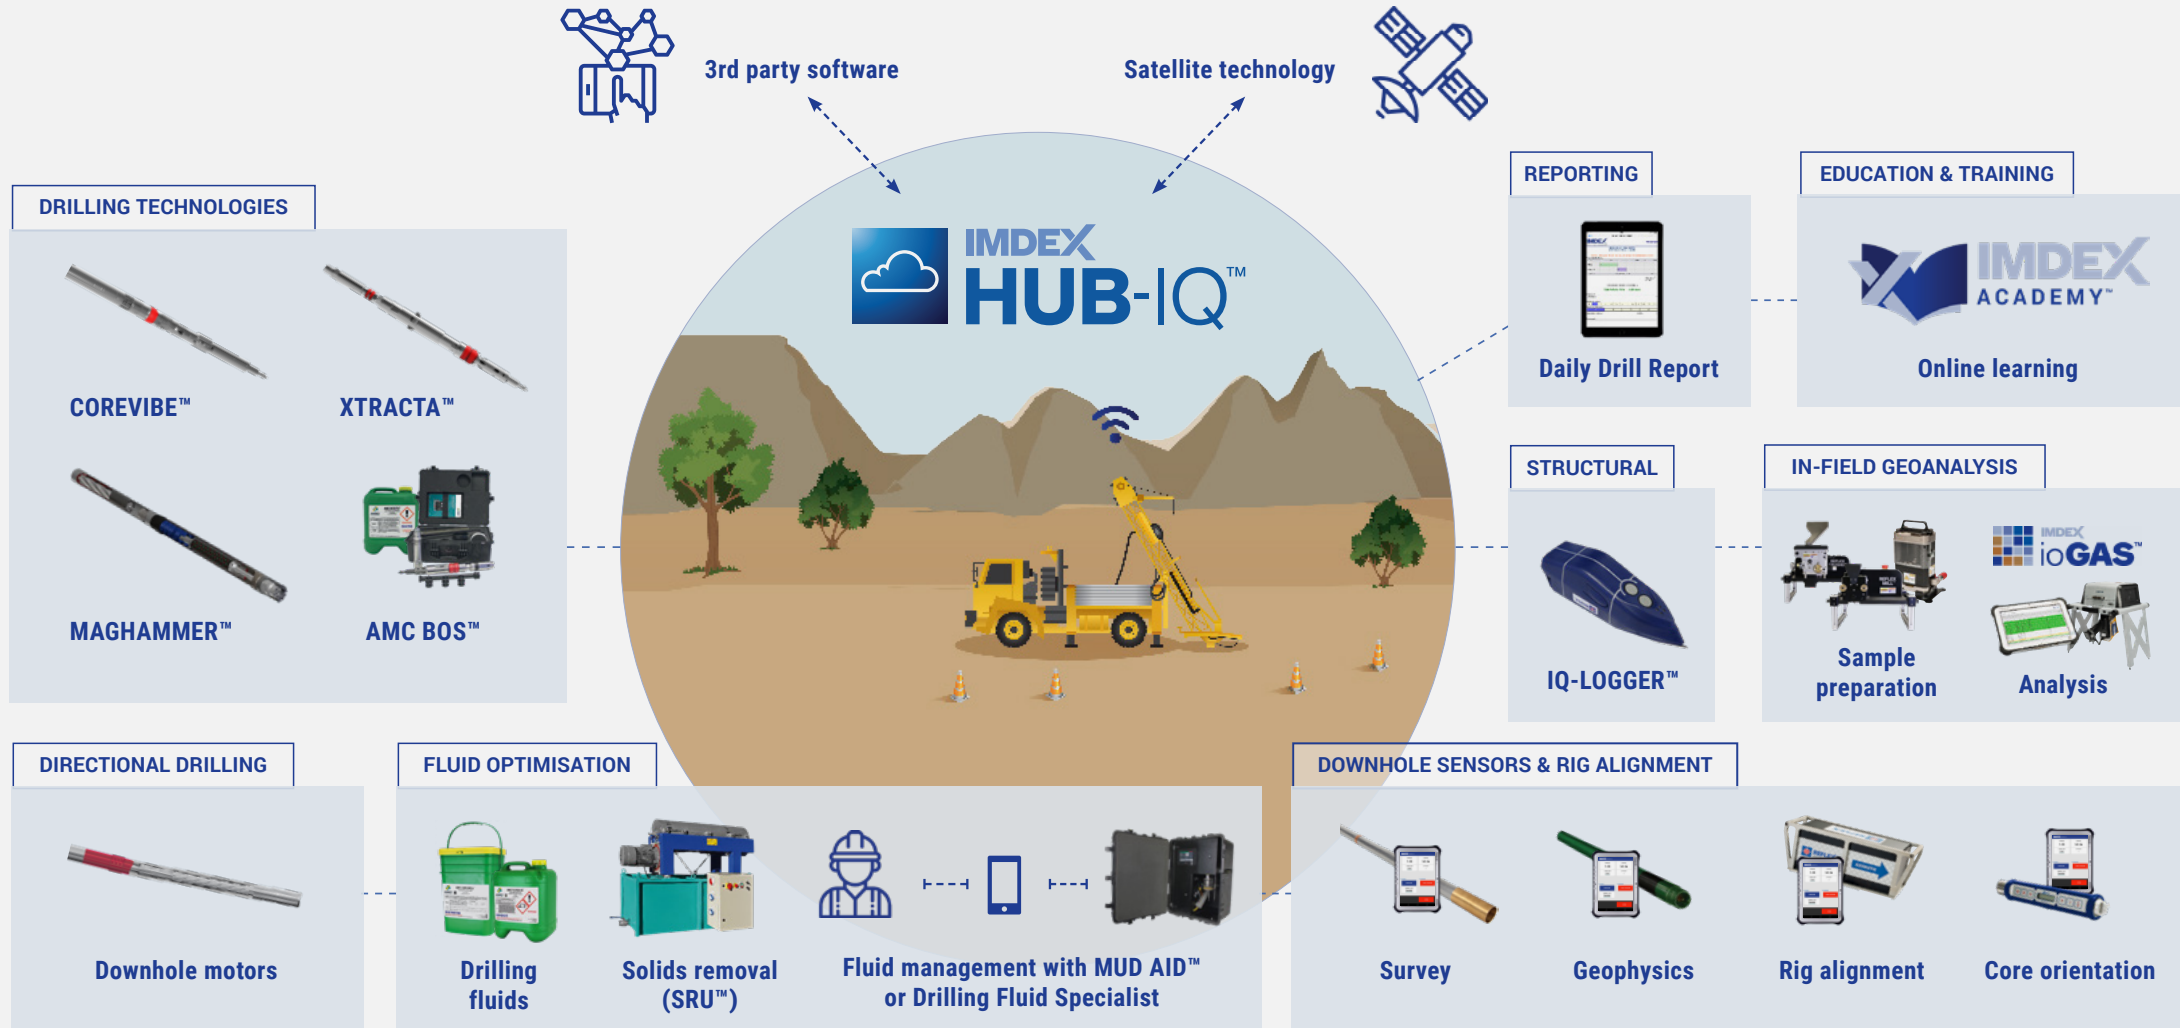 3rd party software
Satellite technology
IMDEX
HUB-IQ™
DRILLING TECHNOLOGIES
COREVIBE™
XTRACTA™
MAGHAMMER™
AMC BOS™
REPORTING
Daily Drill Report
EDUCATION & TRAINING
IMDEX
ACADEMY™
Online learning
STRUCTURAL
IQ-LOGGER™
IN-FIELD GEOANALYSIS
Sample
preparation
IMDEX
ioGAS™
Analysis
DIRECTIONAL DRILLING
Downhole motors
FLUID OPTIMISATION
Drilling
fluids
Solids removal
(SRU™)
Fluid management with MUD AID™
or Drilling Fluid Specialist
DOWNHOLE SENSORS & RIG ALIGNMENT
Survey
Geophysics
REFLEX
Rig alignment
Core orientation